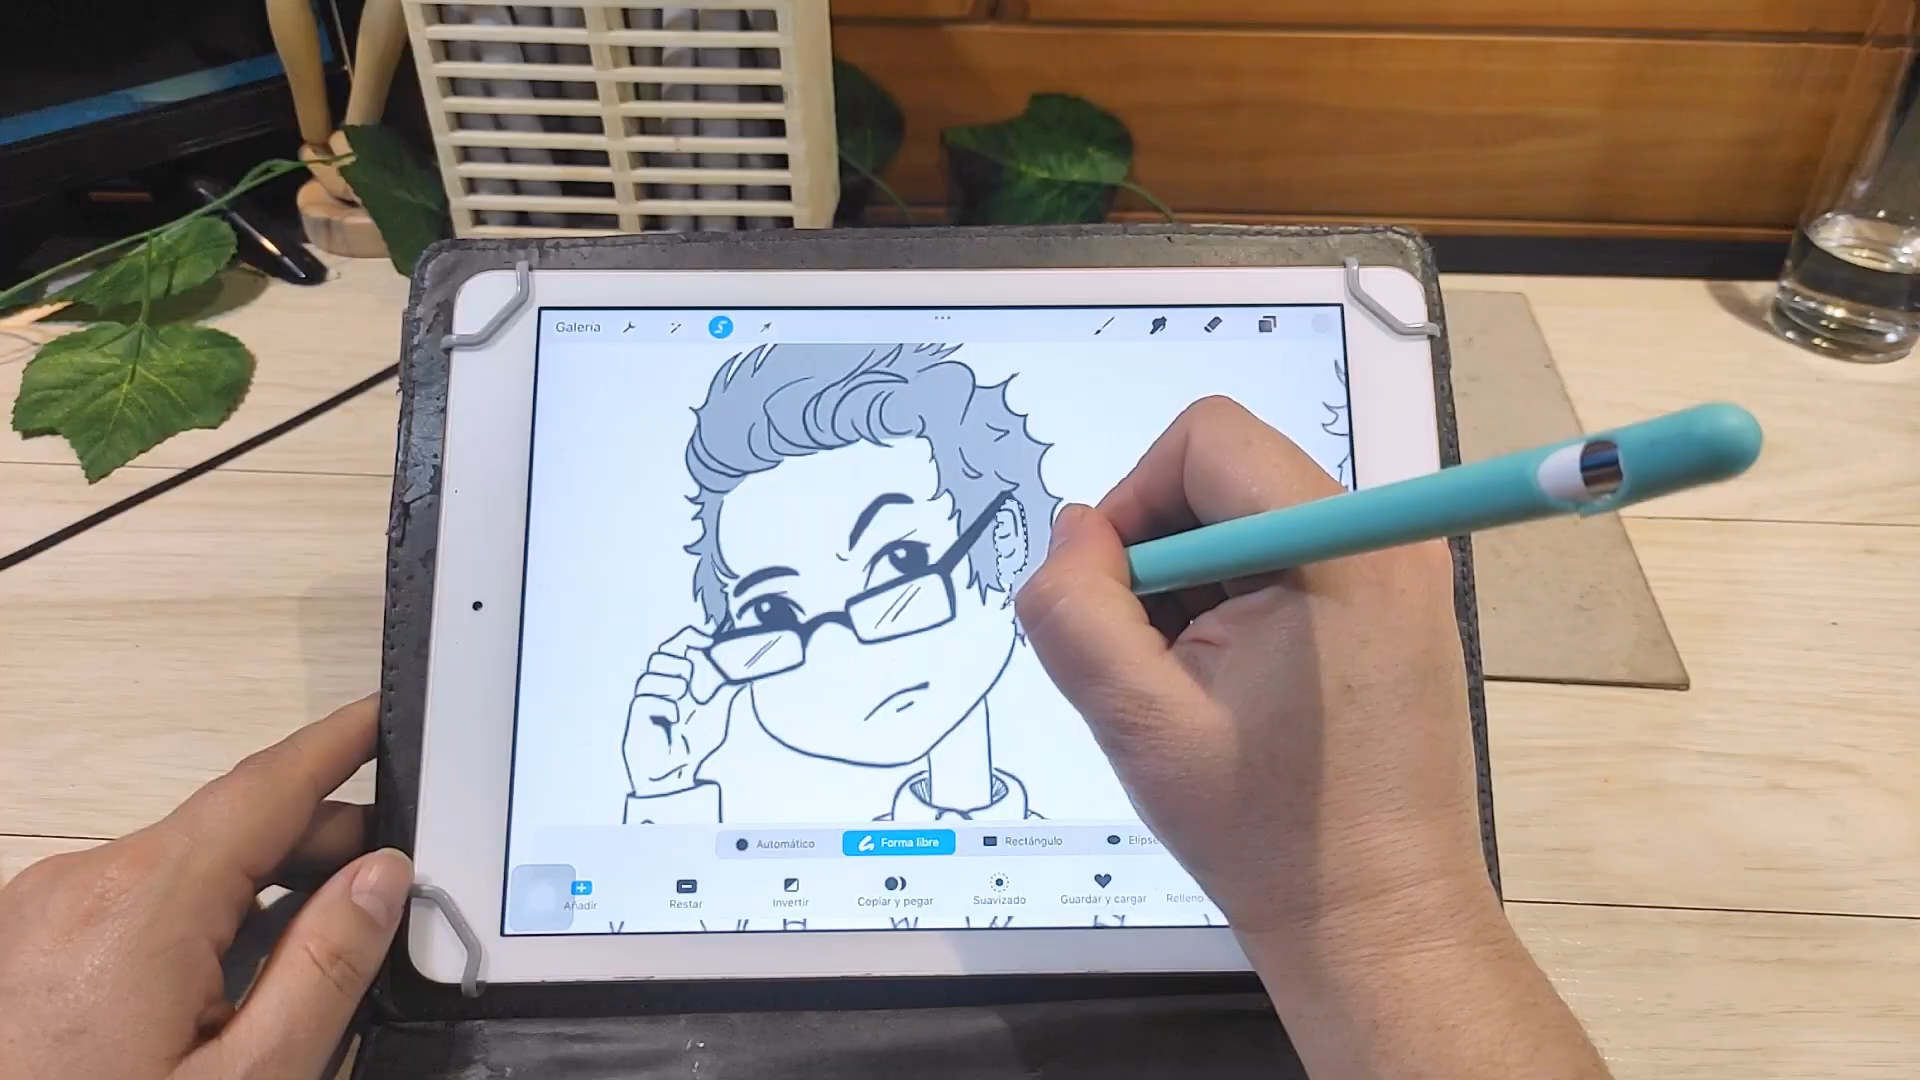 Galería
Automático Forma libre Rectángulo Elipse
Añadir Restar Invertir Copiar y pegar Suavizado Guardar y cargar Relleno